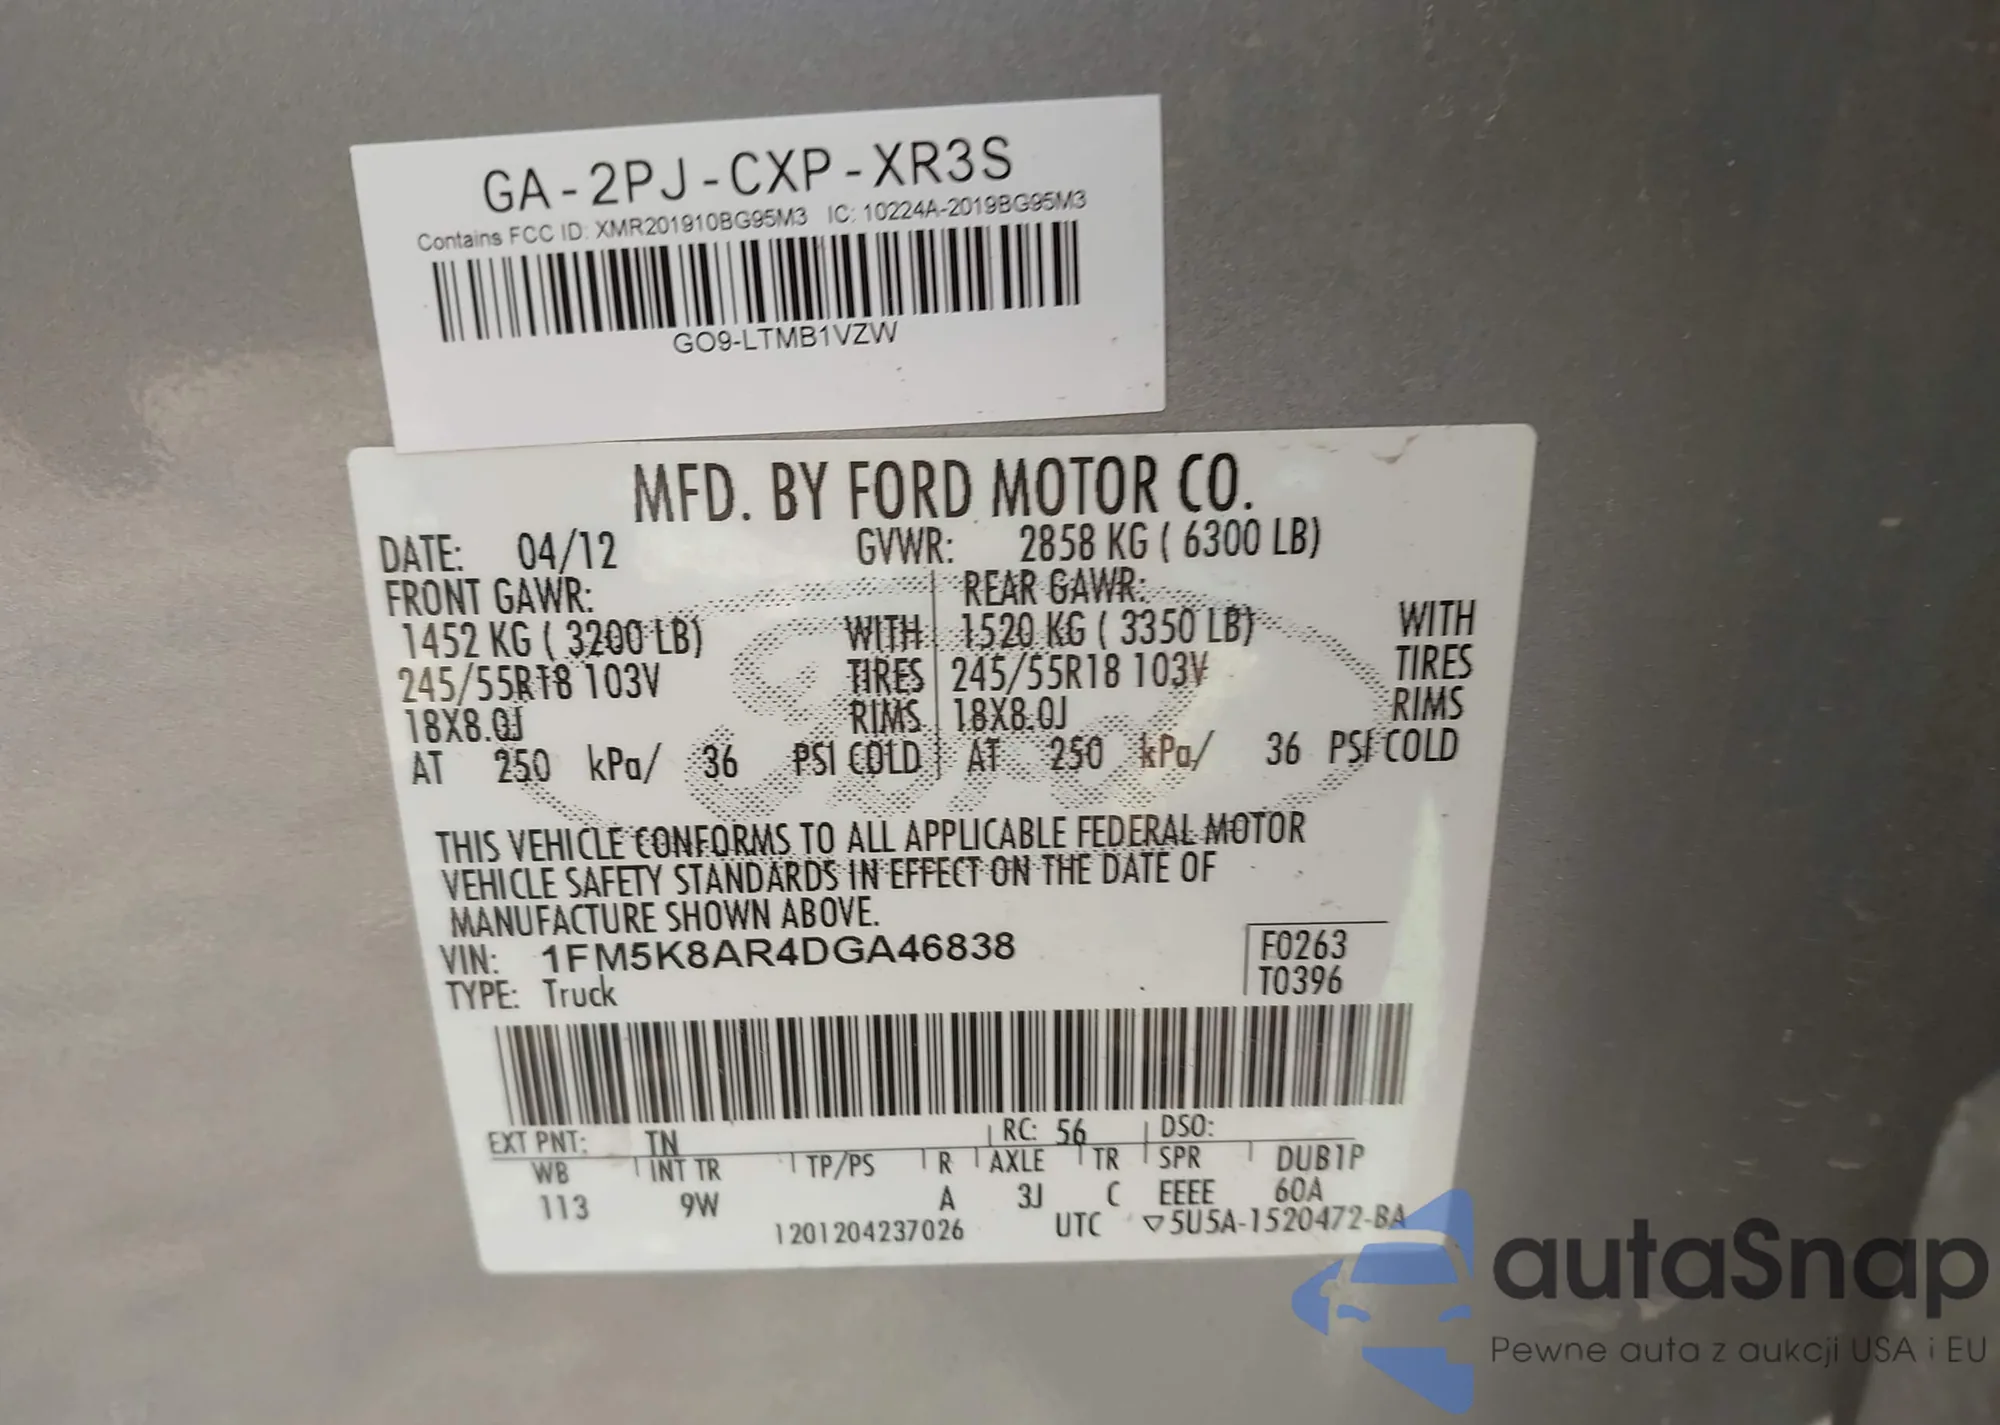 GA-2PJ-CXP-XR3S
Contains FCC ID: XMR201910BG95M3 IC: 10224A-2019BG95M3
GO9-LTMB1VZW
MFD. BY FORD MOTOR CO.
DATE: 04/12 GVWR: 2858 KG ( 6300 LB)
FRONT GAWR: REAR GAWR:
1452 KG ( 3200 LB) WITH 1520 KG ( 3350 LB) WITH
245/55R18 103V TIRES 245/55R18 103V TIRES
18X8.0J RIMS 18X8.0J RIMS
AT 250 kPa/ 36 PSI COLD AT 250 kPa/ 36 PSI COLD
THIS VEHICLE CONFORMS TO ALL APPLICABLE FEDERAL MOTOR
VEHICLE SAFETY STANDARDS IN EFFECT ON THE DATE OF
MANUFACTURE SHOWN ABOVE.
VIN: 1FM5K8AR4DGA46838 F0263
TYPE: Truck T0396
EXT PNT: TN RC: 56 DSO:
WB INT TR TP/PS R AXLE TR SPR DUB1P
113 9W A 3J C EEEE 60A
1201204237026 UTC ▽5U5A-1520472-BA
autaSnap
Pewne auta z aukcji USA i EU